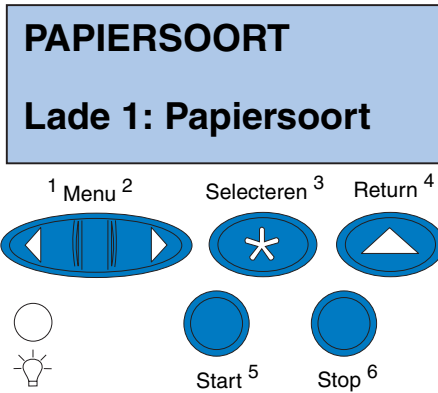 PAPIERSOORT
Lade 1: Papiersoort
1 Menu 2 Selecteren 3 Return 4
Start 5 Stop 6